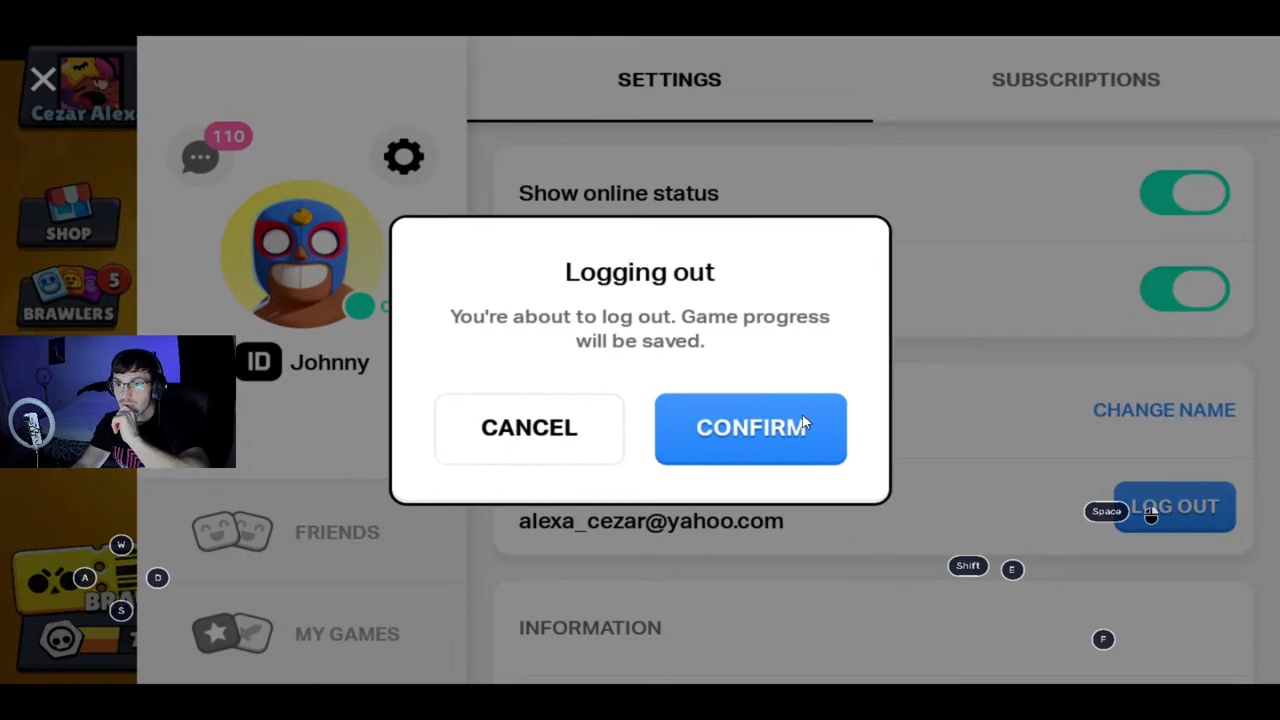 Cezar Alex
110
SETTINGS
SUBSCRIPTIONS
Show online status
SHOP
5
BRAWLERS
Logging out
You're about to log out. Game progress
will be saved.
ID Johnny
CANCEL
CONFIRM
CHANGE NAME
alexa_cezar@yahoo.com
Space
LOG OUT
FRIENDS
W
A
D
S
Shift
E
INFORMATION
MY GAMES
F